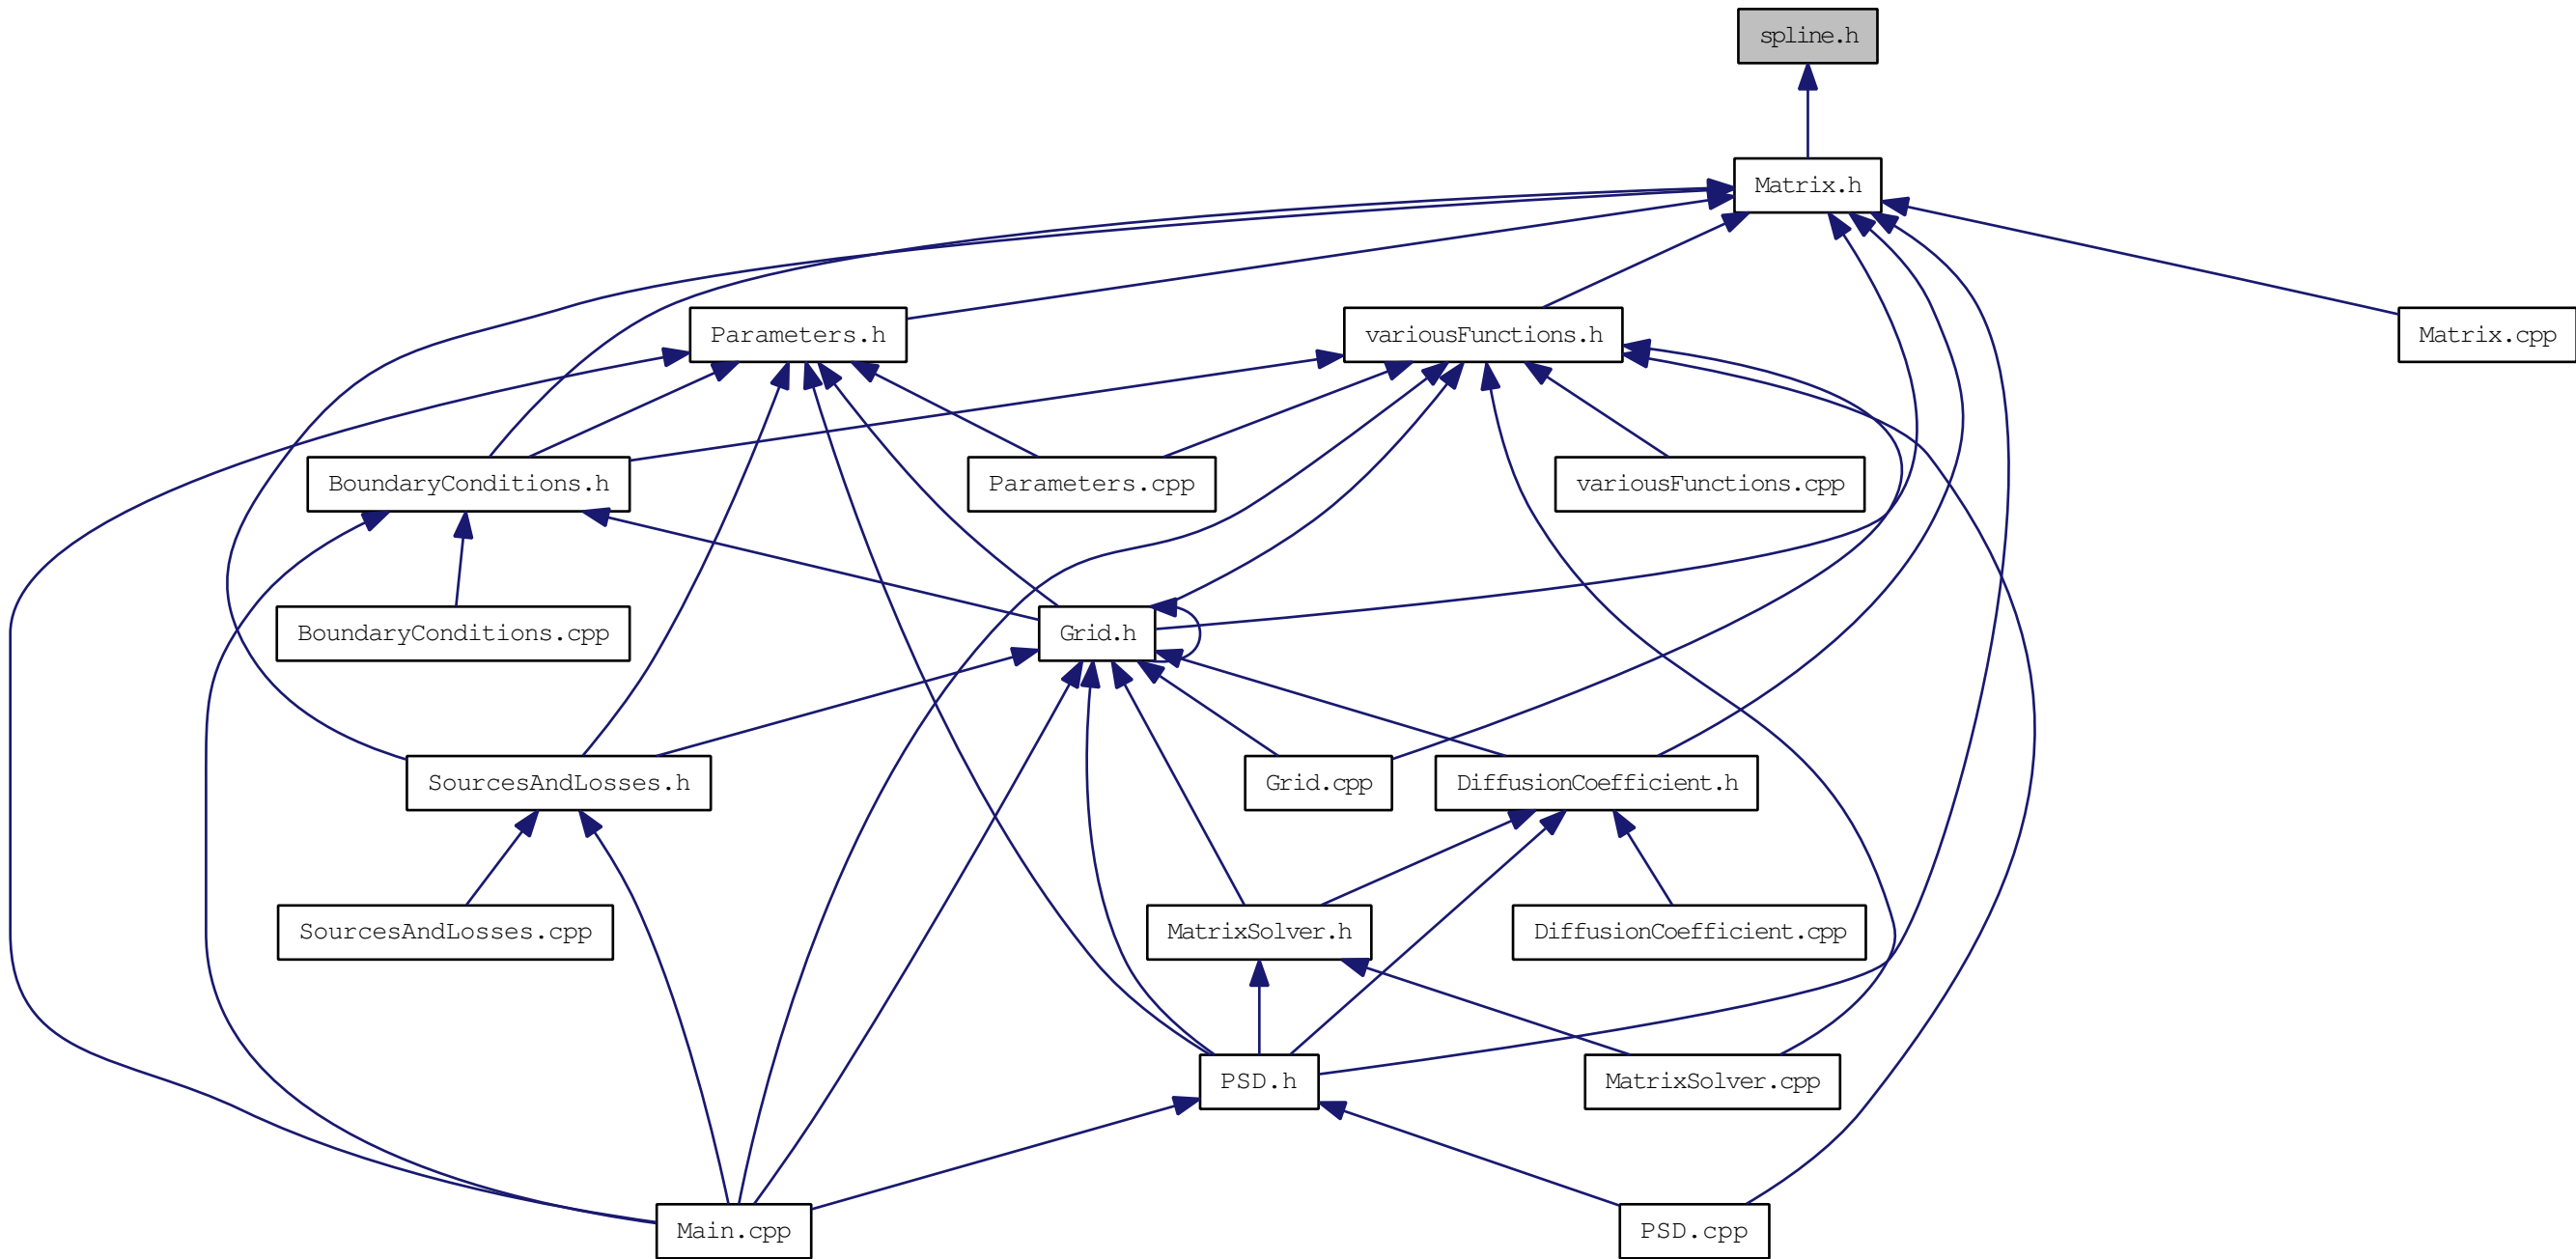 spline.h
Matrix.h
Parameters.h
variousFunctions.h
Matrix.cpp
BoundaryConditions.h
Parameters.cpp
variousFunctions.cpp
BoundaryConditions.cpp
Grid.h
SourcesAndLosses.h
Grid.cpp
DiffusionCoefficient.h
SourcesAndLosses.cpp
MatrixSolver.h
DiffusionCoefficient.cpp
PSD.h
MatrixSolver.cpp
Main.cpp
PSD.cpp